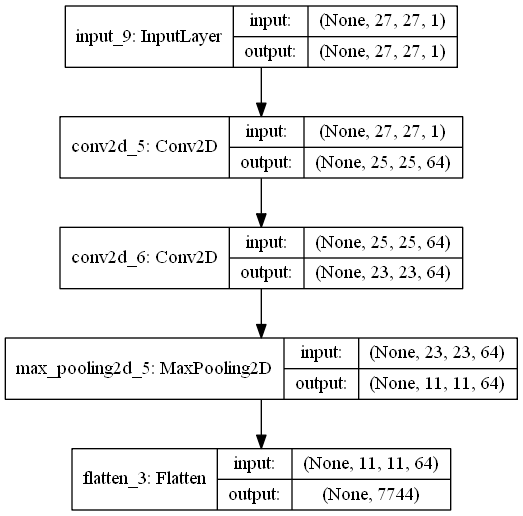 input_9: InputLayer
input: (None, 27, 27, 1)
output: (None, 27, 27, 1)
conv2d_5: Conv2D
input: (None, 27, 27, 1)
output: (None, 25, 25, 64)
conv2d_6: Conv2D
input: (None, 25, 25, 64)
output: (None, 23, 23, 64)
max_pooling2d_5: MaxPooling2D
input: (None, 23, 23, 64)
output: (None, 11, 11, 64)
flatten_3: Flatten
input: (None, 11, 11, 64)
output: (None, 7744)